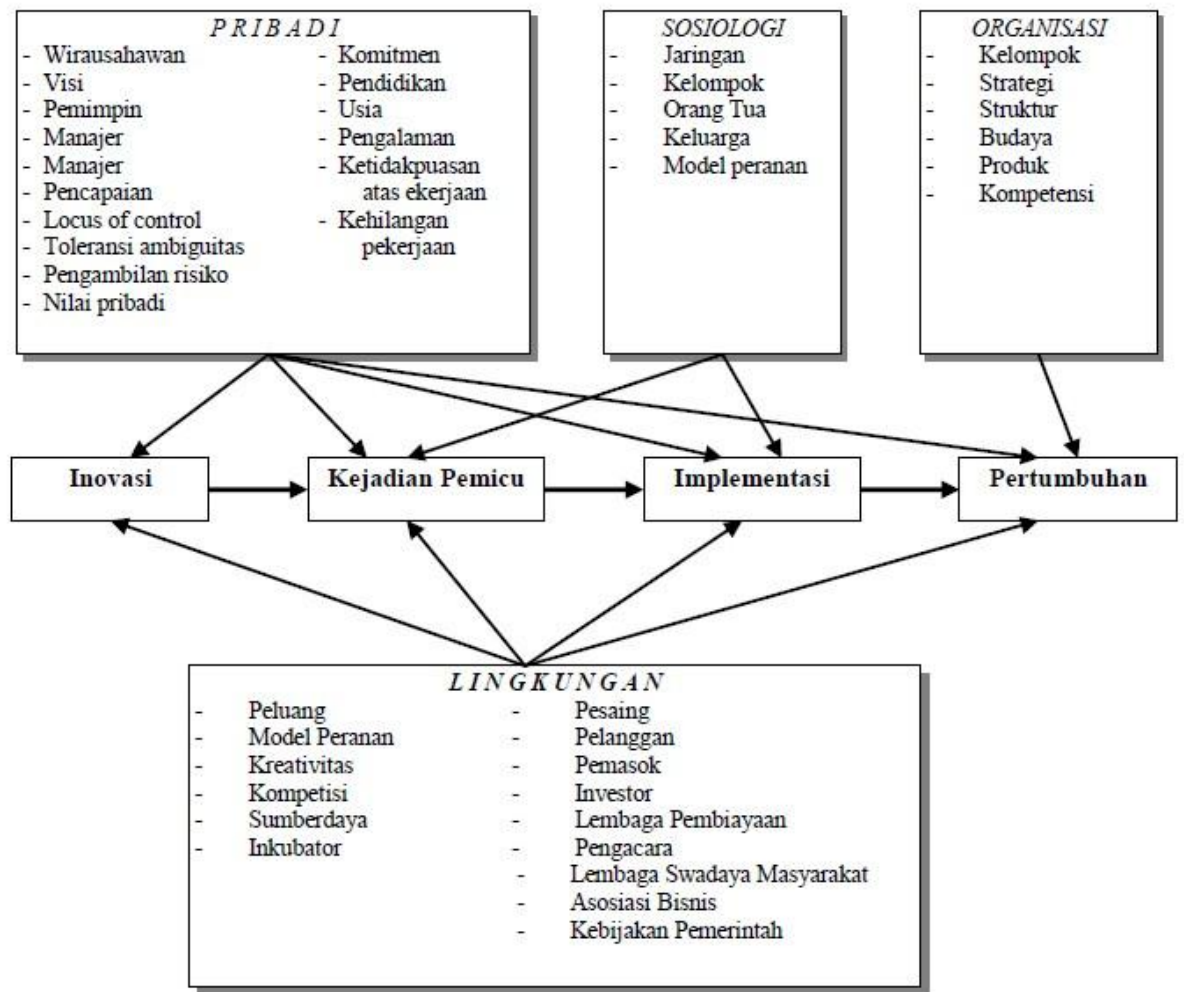 PRIBADI
- Wirausahawan
- Visi
- Pemimpin
- Manajer
- Manajer
- Pencapaian
- Locus of control
- Toleransi ambiguitas
- Pengambilan risiko
- Nilai pribadi
- Komitmen
- Pendidikan
- Usia
- Pengalaman
- Ketidakpuasan
atas ekerjaan
- Kehilangan
pekerjaan
SOSIOLOGI
- Jaringan
- Kelompok
- Orang Tua
- Keluarga
- Model peranan
ORGANISASI
- Kelompok
- Strategi
- Struktur
- Budaya
- Produk
- Kompetensi
Inovasi
Kejadian Pemicu
Implementasi
Pertumbuhan
LINGKUNGAN
- Peluang
- Model Peranan
- Kreativitas
- Kompetisi
- Sumberdaya
- Inkubator
- Pesaing
- Pelanggan
- Pemasok
- Investor
- Lembaga Pembiayaan
- Pengacara
- Lembaga Swadaya Masyarakat
- Asosiasi Bisnis
- Kebijakan Pemerintah